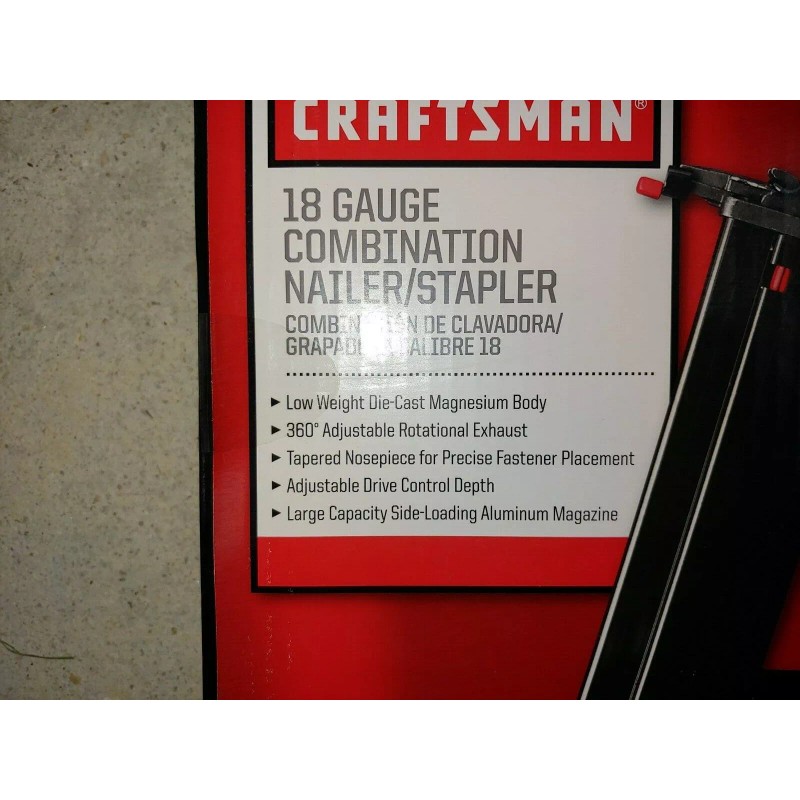 CRAFTSMAN®
18 GAUGE
COMBINATION
NAILER/STAPLER
DE CLAVADORA/
18
► Low Weight Die-Cast Magnesium Body
► 360° Adjustable Rotational Exhaust
► Tapered Nosepiece for Precise Fastener Placement
► Adjustable Drive Control Depth
► Large Capacity Side-Loading Aluminum Magazine